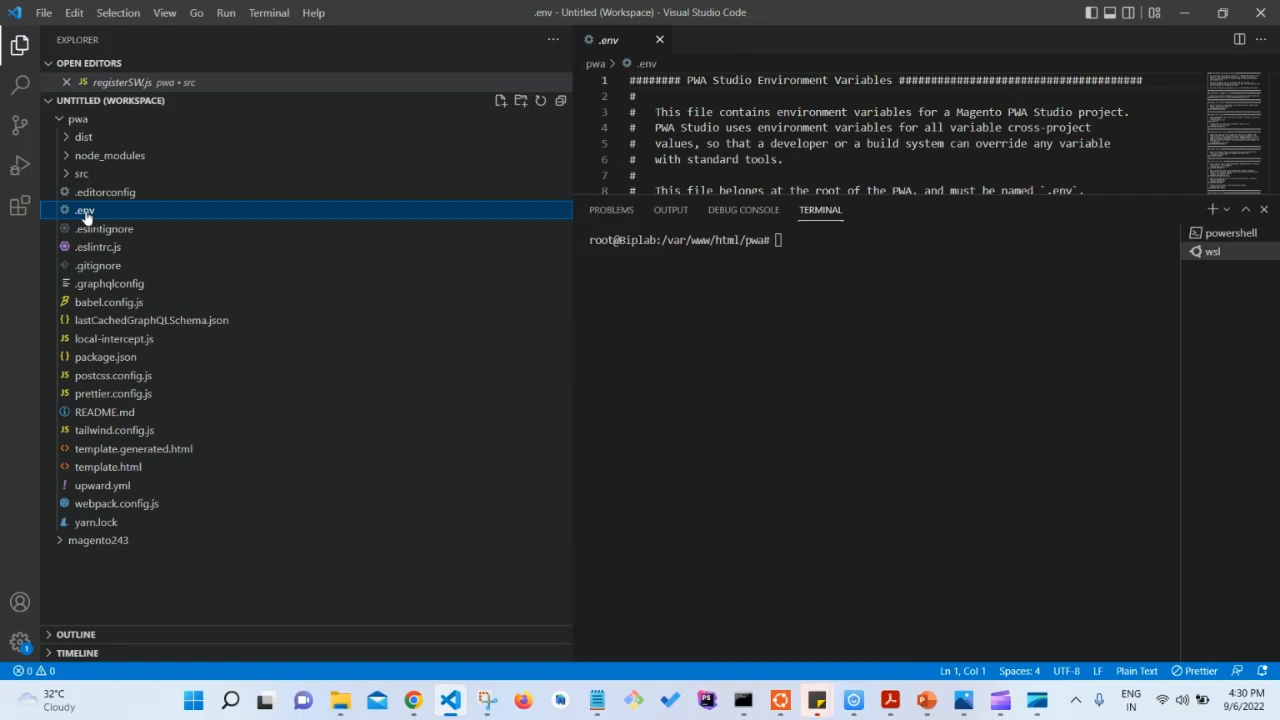 File Edit Selection View Go Run Terminal Help
.env - Untitled (Workspace) - Visual Studio Code
EXPLORER
OPEN EDITORS
JS registerSW.js pwa • src
UNTITLED (WORKSPACE)
pwa
dist
node_modules
src
.editorconfig
.env
.eslintignore
.eslintrc.js
.gitignore
.graphqlconfig
babel.config.js
{} lastCachedGraphQLSchema.json
JS local-intercept.js
{} package.json
JS postcss.config.js
JS prettier.config.js
README.md
JS tailwind.config.js
<> template.generated.html
<> template.html
! upward.yml
webpack.config.js
yarn.lock
magento243
OUTLINE
TIMELINE
.env
pwa > .env
1 ######## PWA Studio Environment Variables ######################################
2 #
3 # This file contains environment variables for a Magento PWA Studio project.
4 # PWA Studio uses environment variables for all variable cross-project
5 # values, so that a developer or a build system can override any variable
6 # with standard tools.
7 #
8 # This file belongs at the root of the PWA, and must be named `.env`.
PROBLEMS OUTPUT DEBUG CONSOLE TERMINAL
root@Biplab:/var/www/html/pwa#
powershell
wsl
1
0 0
Ln 1, Col 1 Spaces: 4 UTF-8 LF Plain Text Prettier
32°C
Cloudy
ENG
IN
4:30 PM
9/6/2022